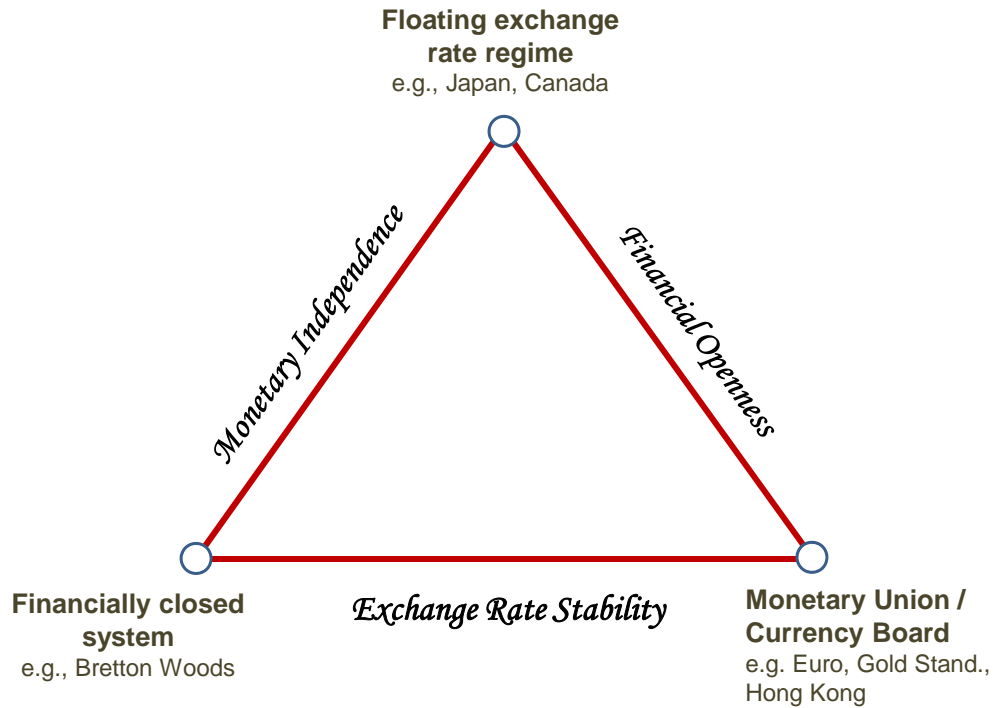 Floating exchange
rate regime
e.g., Japan, Canada
Monetary Independence
Financial Openness
Financially closed
system
e.g., Bretton Woods
Exchange Rate Stability
Monetary Union /
Currency Board
e.g. Euro, Gold Stand.,
Hong Kong